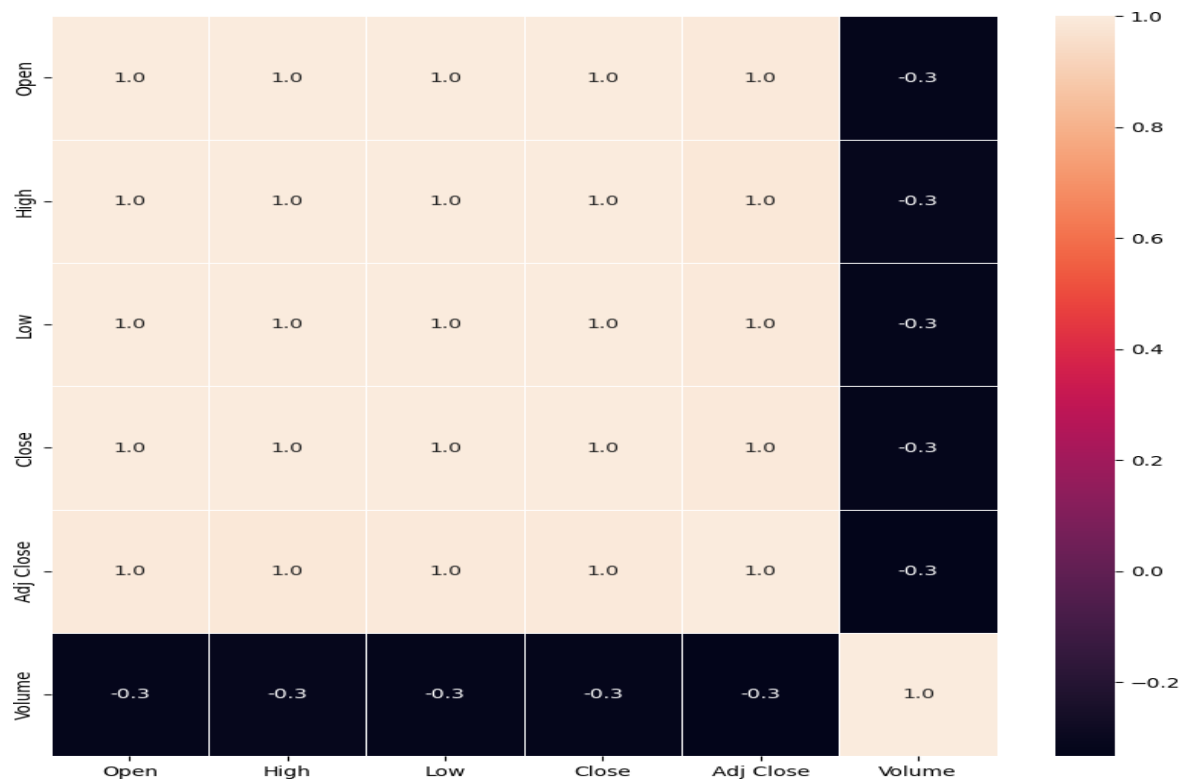 1.0
Open 1.0 1.0 1.0 1.0 1.0 -0.3
0.8
High 1.0 1.0 1.0 1.0 1.0 -0.3
0.6
Low 1.0 1.0 1.0 1.0 1.0 -0.3
0.4
Close 1.0 1.0 1.0 1.0 1.0 -0.3
0.2
Adj Close 1.0 1.0 1.0 1.0 1.0 -0.3
0.0
Volume -0.3 -0.3 -0.3 -0.3 -0.3 1.0
−0.2
Open High Low Close Adj Close Volume